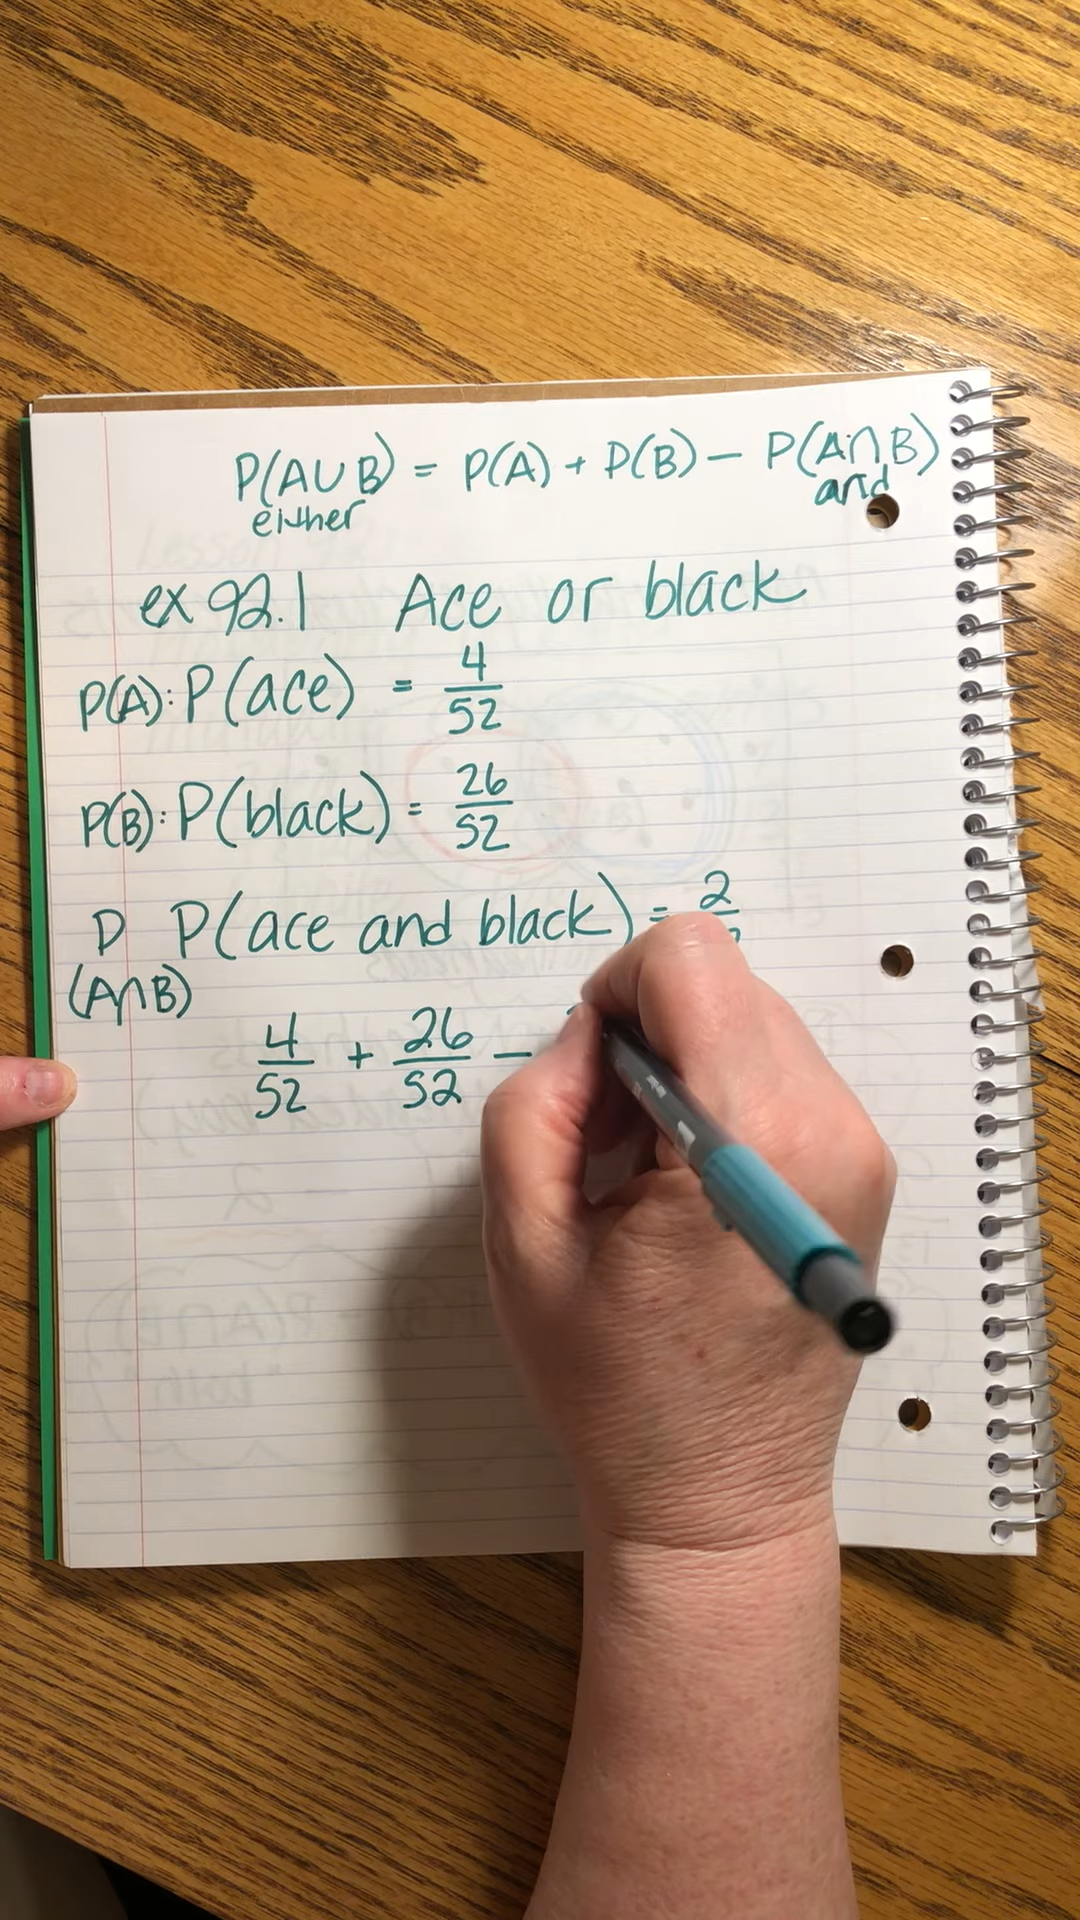 P(A∪B) = P(A) + P(B) − P(A∩B)
either and
ex 92.1 Ace or black
P(A): P(ace) = 4/52
P(B): P(black) = 26/52
P P(ace and black) = 2
(A∩B)
4/52 + 26/52 −